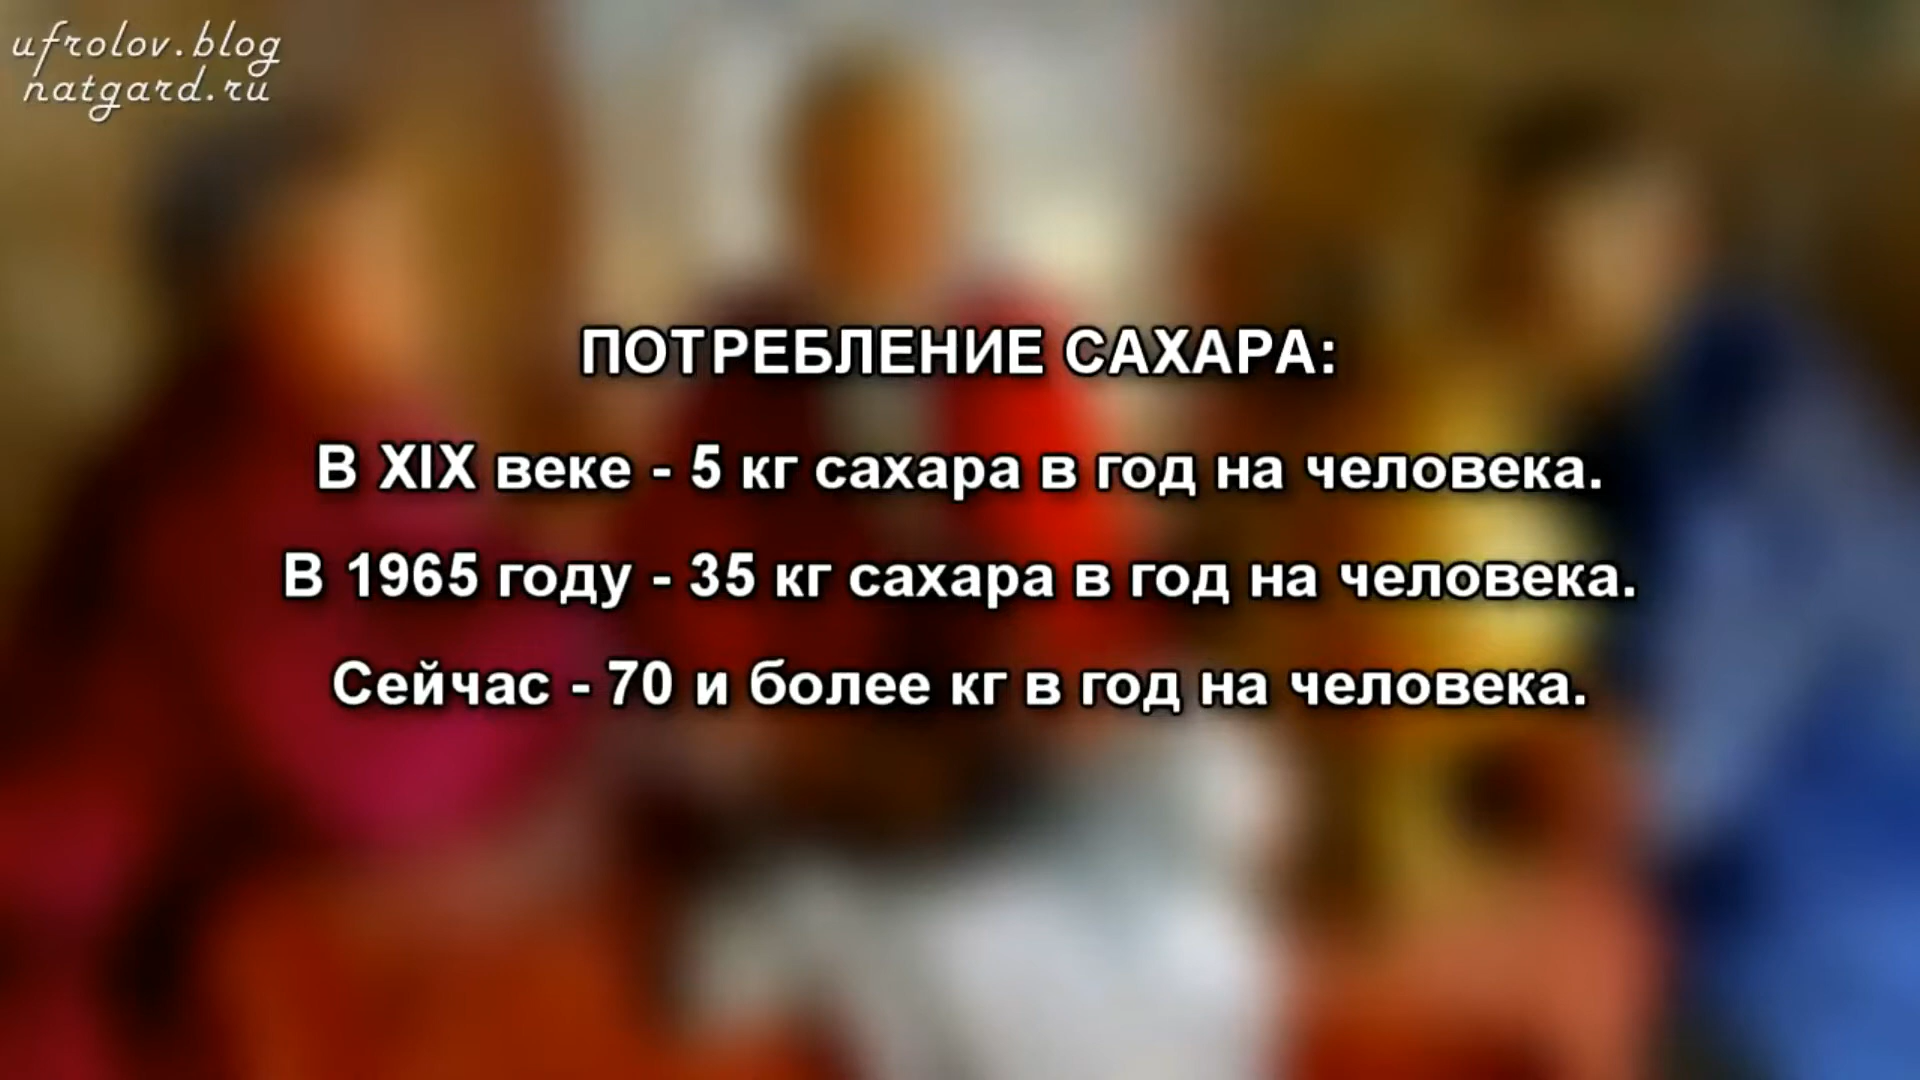 ufrolov.blog
natgard.ru
ПОТРЕБЛЕНИЕ САХАРА:
В XIX веке - 5 кг сахара в год на человека.
В 1965 году - 35 кг сахара в год на человека.
Сейчас - 70 и более кг в год на человека.